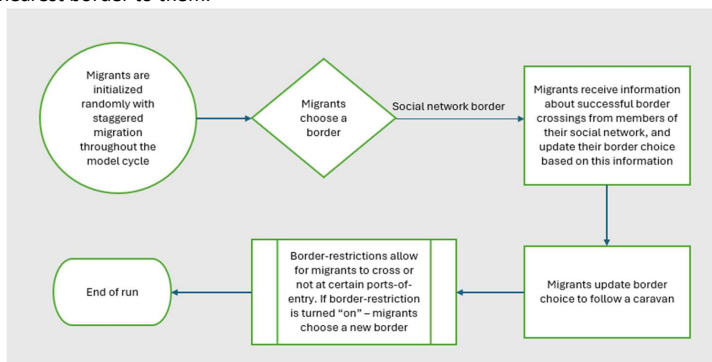 nearest border to them.
Migrants are
initialized
randomly with
staggered
migration
throughout the
model cycle
Migrants
choose a
border
Social network border
Migrants receive information
about successful border
crossings from members of
their social network, and
update their border choice
based on this information
Migrants update border
choice to follow a caravan
Border-restrictions allow
for migrants to cross or
not at certain ports-of-
entry. If border-restriction
is turned “on” – migrants
choose a new border
End of run